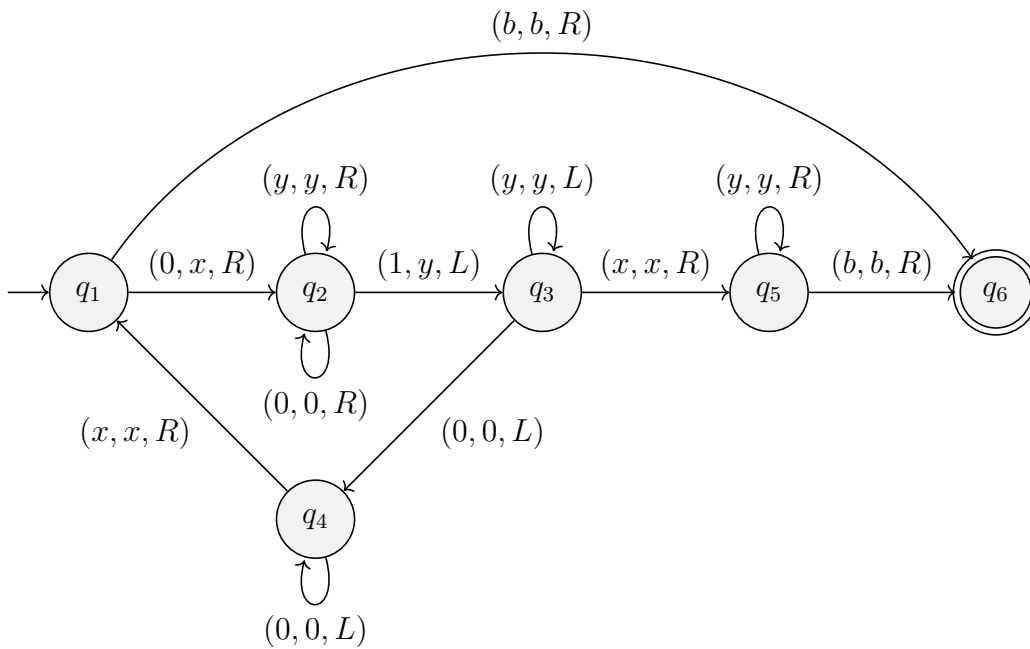 (b, b, R)
(y, y, R) (y, y, L) (y, y, R)
q₁ (0, x, R) q₂ (1, y, L) q₃ (x, x, R) q₅ (b, b, R) q₆
(0, 0, R)
(x, x, R) (0, 0, L)
q₄
(0, 0, L)